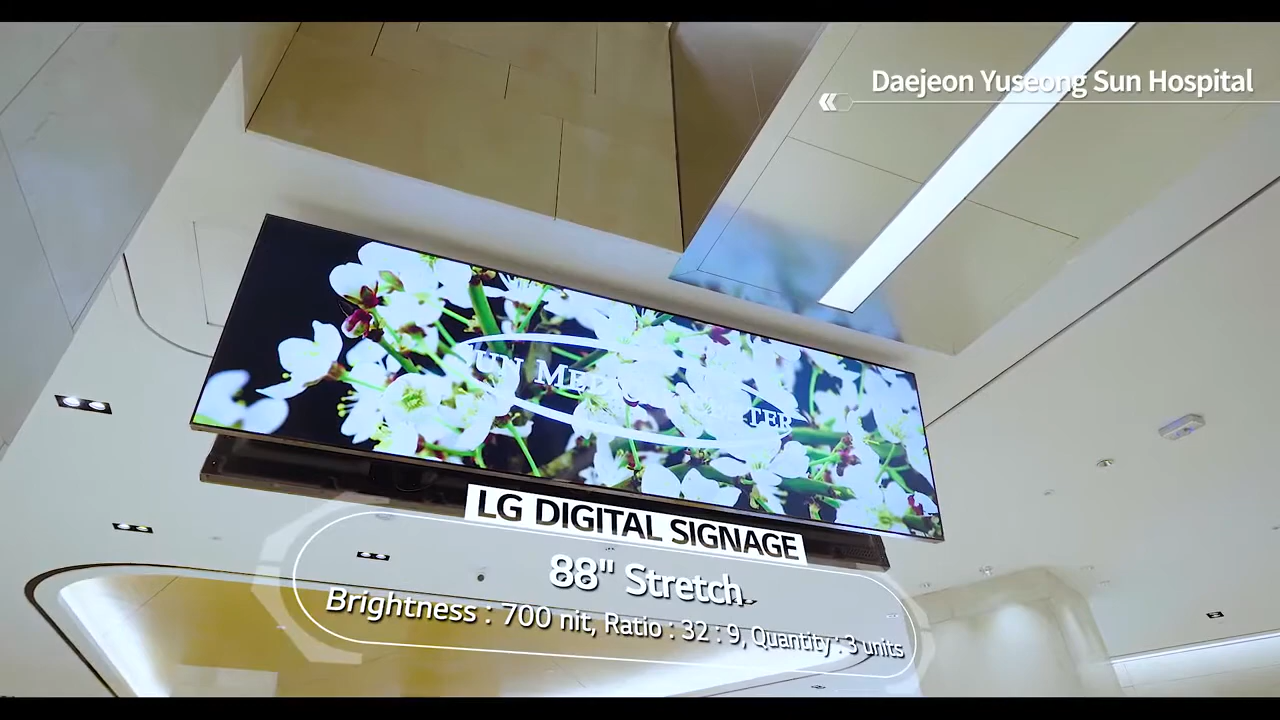 Daejeon Yuseong Sun Hospital
LG DIGITAL SIGNAGE
88" Stretch
Brightness : 700 nit, Ratio : 32 : 9, Quantity : 3 units